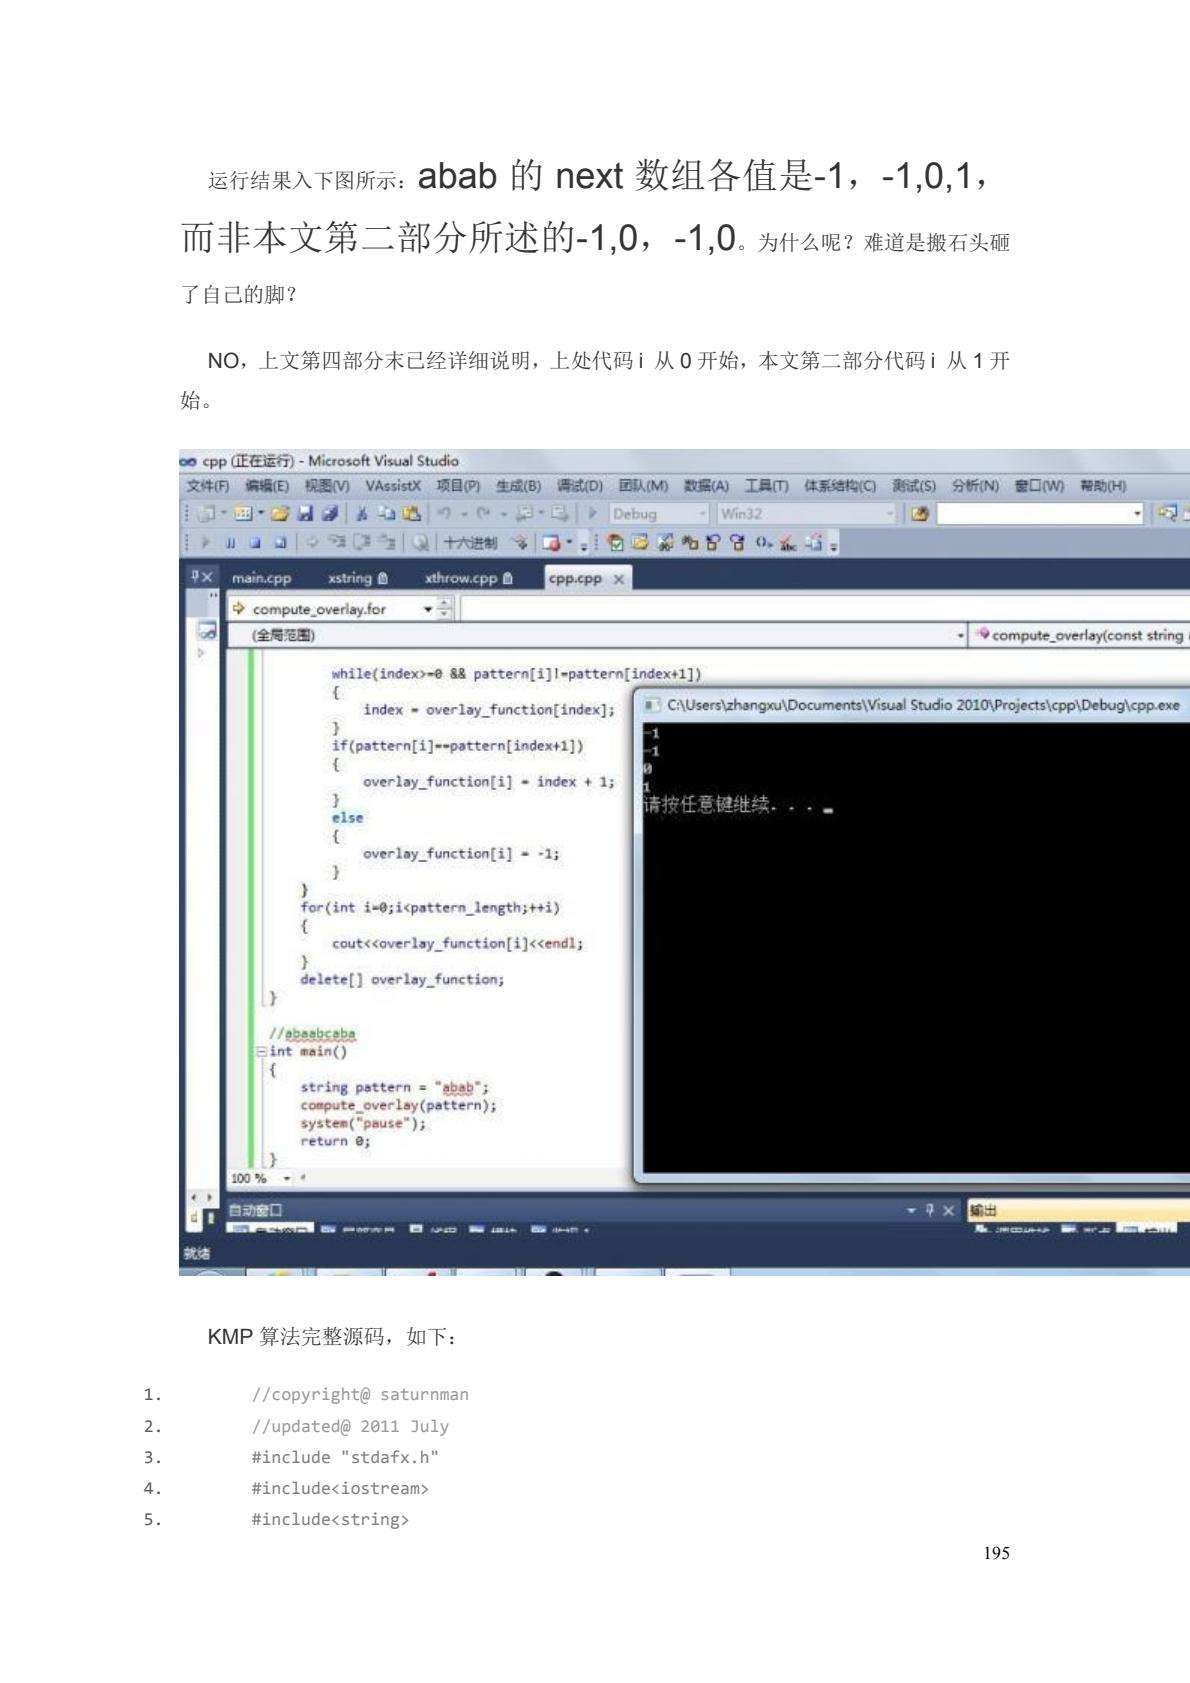 运行结果入下图所示：abab 的 next 数组各值是-1，-1,0,1，
而非本文第二部分所述的-1,0，-1,0。为什么呢？难道是搬石头砸
了自己的脚？
NO，上文第四部分末已经详细说明，上处代码 i 从 0 开始，本文第二部分代码 i 从 1 开
始。
cpp (正在运行) - Microsoft Visual Studio
文件(F) 编辑(E) 视图(V) VAssistX 项目(P) 生成(B) 调试(D) 团队(M) 数据(A) 工具(T) 体系结构(C) 测试(S) 分析(N) 窗口(W) 帮助(H)
Debug Win32
十六进制
main.cpp xstring xthrow.cpp cpp.cpp
compute_overlay.for
(全局范围) compute_overlay(const string
while(index>=0 && pattern[i]!=pattern[index+1])
{
index = overlay_function[index];
}
if(pattern[i]==pattern[index+1])
{
overlay_function[i] = index + 1;
}
else
{
overlay_function[i] = -1;
}
}
for(int i=0;i<pattern_length;++i)
{
cout<<overlay_function[i]<<endl;
}
delete[] overlay_function;
}
//abaabcaba
int main()
{
string pattern = "abab";
compute_overlay(pattern);
system("pause");
return 0;
}
100 %
C:\Users\zhangxu\Documents\Visual Studio 2010\Projects\cpp\Debug\cpp.exe
-1
-1
0
1
请按任意键继续. . .
自动窗口 输出
就绪
KMP 算法完整源码，如下：
1. //copyright@ saturnman
2. //updated@ 2011 July
3. #include "stdafx.h"
4. #include<iostream>
5. #include<string>
195